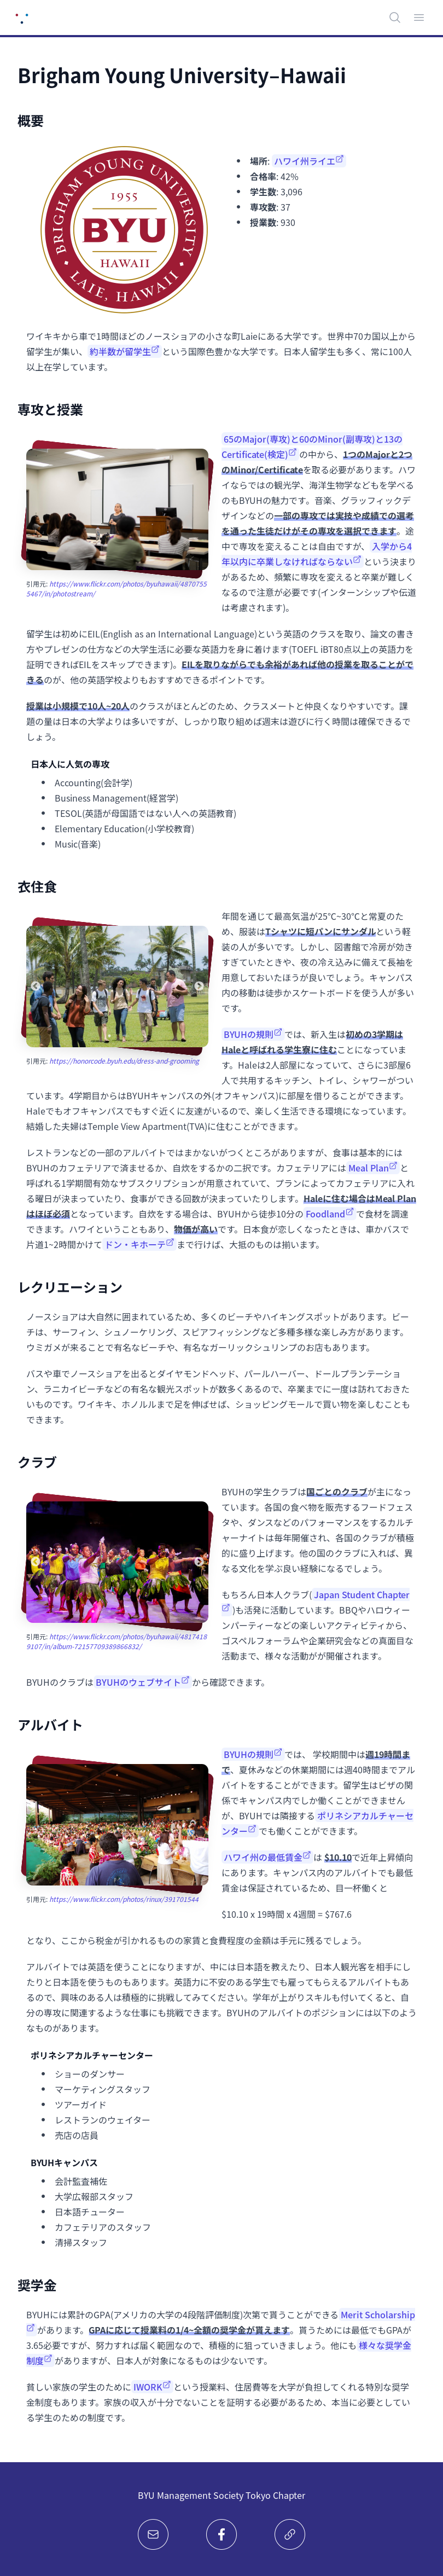 Brigham Young University–Hawaii
概要
BRIGHAM YOUNG UNIVERSITY
1955
BYU
LAIE, HAWAII
場所: ハワイ州ライエ
合格率: 42%
学生数: 3,096
専攻数: 37
授業数: 930
ワイキキから車で1時間ほどのノースショアの小さな町Laieにある大学です。世界中70カ国以上から
留学生が集い、約半数が留学生という国際色豊かな大学です。日本人留学生も多く、常に100人
以上在学しています。
専攻と授業
65のMajor(専攻)と60のMinor(副専攻)と13の
Certificate(検定)の中から、1つのMajorと2つ
のMinor/Certificateを取る必要があります。ハワ
イならではの観光学、海洋生物学などもを学べる
のもBYUHの魅力です。音楽、グラッフィックデ
ザインなどの一部の専攻では実技や成績での選考
を通った生徒だけがその専攻を選択できます。途
中で専攻を変えることは自由ですが、入学から4
年以内に卒業しなければならないという決まり
があるため、頻繁に専攻を変えると卒業が難しく
なるので注意が必要です(インターンシップや伝道
は考慮されます)。
引用元: https://www.flickr.com/photos/byuhawaii/4870755
5467/in/photostream/
留学生は初めにEIL(English as an International Language)という英語のクラスを取り、論文の書き
方やプレゼンの仕方などの大学生活に必要な英語力を身に着けます(TOEFL iBT80点以上の英語力を
証明できればEILをスキップできます)。EILを取りながらでも余裕があれば他の授業を取ることがで
きるのが、他の英語学校よりもおすすめできるポイントです。
授業は小規模で10人~20人のクラスがほとんどのため、クラスメートと仲良くなりやすいです。課
題の量は日本の大学よりは多いですが、しっかり取り組めば週末は遊びに行く時間は確保できるで
しょう。
日本人に人気の専攻
Accounting(会計学)
Business Management(経営学)
TESOL(英語が母国語ではない人への英語教育)
Elementary Education(小学校教育)
Music(音楽)
衣住食
年間を通じて最高気温が25℃~30℃と常夏のた
め、服装はTシャツに短パンにサンダルという軽
装の人が多いです。しかし、図書館で冷房が効き
すぎていたときや、夜の冷え込みに備えて長袖を
用意しておいたほうが良いでしょう。キャンパス
内の移動は徒歩かスケートボードを使う人が多い
です。
引用元: https://honorcode.byuh.edu/dress-and-grooming
BYUHの規則では、新入生は初めの3学期は
Haleと呼ばれる学生寮に住むことになっていま
す。Haleは2人部屋になっていて、さらに3部屋6
人で共用するキッチン、トイレ、シャワーがつい
ています。4学期目からはBYUHキャンパスの外(オフキャンパス)に部屋を借りることができます。
Haleでもオフキャンパスでもすぐ近くに友達がいるので、楽しく生活できる環境になっています。
結婚した夫婦はTemple View Apartment(TVA)に住むことができます。
レストランなどの一部のアルバイトではまかないがつくところがありますが、食事は基本的には
BYUHのカフェテリアで済ませるか、自炊をするかの二択です。カフェテリアにはMeal Planと
呼ばれる1学期間有効なサブスクリプションが用意されていて、プランによってカフェテリアに入れ
る曜日が決まっていたり、食事ができる回数が決まっていたりします。Haleに住む場合はMeal Plan
はほぼ必須となっています。自炊をする場合は、BYUHから徒歩10分のFoodlandで食材を調達
できます。ハワイということもあり、物価が高いです。日本食が恋しくなったときは、車かバスで
片道1~2時間かけてドン・キホーテまで行けば、大抵のものは揃います。
レクリエーション
ノースショアは大自然に囲まれているため、多くのビーチやハイキングスポットがあります。ビー
チは、サーフィン、シュノーケリング、スピアフィッシングなど多種多様な楽しみ方があります。
ウミガメが来ることで有名なビーチや、有名なガーリックシュリンプのお店もあります。
バスや車でノースショアを出るとダイヤモンドヘッド、パールハーバー、ドールプランテーショ
ン、ラニカイビーチなどの有名な観光スポットが数多くあるので、卒業までに一度は訪れておきた
いものです。ワイキキ、ホノルルまで足を伸ばせば、ショッピングモールで買い物を楽しむことも
できます。
クラブ
BYUHの学生クラブは国ごとのクラブが主になっ
ています。各国の食べ物を販売するフードフェス
タや、ダンスなどのパフォーマンスをするカルチ
ャーナイトは毎年開催され、各国のクラブが積極
的に盛り上げます。他の国のクラブに入れば、異
なる文化を学ぶ良い経験になるでしょう。
もちろん日本人クラブ(Japan Student Chapter
)も活発に活動しています。BBQやハロウィー
ンパーティーなどの楽しいアクティビティから、
ゴスペルフォーラムや企業研究会などの真面目な
活動まで、様々な活動がが開催されます。
引用元: https://www.flickr.com/photos/byuhawaii/4817418
9107/in/album-72157709389866832/
BYUHのクラブはBYUHのウェブサイトから確認できます。
アルバイト
BYUHの規則では、 学校期間中は週19時間ま
で、夏休みなどの休業期間には週40時間までアル
バイトをすることができます。留学生はビザの関
係でキャンパス内でしか働くことができません
が、BYUHでは隣接するポリネシアカルチャーセ
ンターでも働くことができます。
ハワイ州の最低賃金は $10.10で近年上昇傾向
にあります。キャンパス内のアルバイトでも最低
賃金は保証されているため、目一杯働くと
引用元: https://www.flickr.com/photos/rinux/391701544
$10.10 x 19時間 x 4週間 = $767.6
となり、ここから税金が引かれるものの家賃と食費程度の金額は手元に残るでしょう。
アルバイトでは英語を使うことになりますが、中には日本語を教えたり、日本人観光客を相手にし
たりと日本語を使うものもあります。英語力に不安のある学生でも雇ってもらえるアルバイトもあ
るので、興味のある人は積極的に挑戦してみてください。学年が上がりスキルも付いてくると、自
分の専攻に関連するような仕事にも挑戦できます。BYUHのアルバイトのポジションには以下のよう
なものがあります。
ポリネシアカルチャーセンター
ショーのダンサー
マーケティングスタッフ
ツアーガイド
レストランのウェイター
売店の店員
BYUHキャンパス
会計監査補佐
大学広報部スタッフ
日本語チューター
カフェテリアのスタッフ
清掃スタッフ
奨学金
BYUHには累計のGPA(アメリカの大学の4段階評価制度)次第で貰うことができるMerit Scholarship
があります。GPAに応じて授業料の1/4~全額の奨学金が貰えます。貰うためには最低でもGPAが
3.65必要ですが、努力すれば届く範囲なので、積極的に狙っていきましょう。他にも様々な奨学金
制度もありますが、日本人が対象になるものは少ないです。
貧しい家族の学生のためにIWORKという授業料、住居費等を大学が負担してくれる特別な奨学
金制度もあります。家族の収入が十分でないことを証明する必要があるため、本当に必要としてい
る学生のための制度です。
BYU Management Society Tokyo Chapter